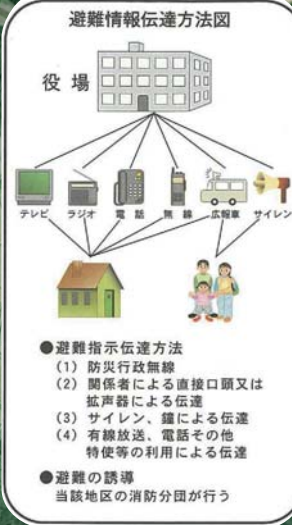 避難情報伝達方法図
役場
テレビ ラジオ 電話 無線 広報車 サイレン
●避難指示伝達方法
(1) 防災行政無線
(2) 関係者による直接口頭又は
拡声器による伝達
(3) サイレン、鐘による伝達
(4) 有線放送、電話その他
特使等の利用による伝達
●避難の誘導
当該地区の消防分団が行う